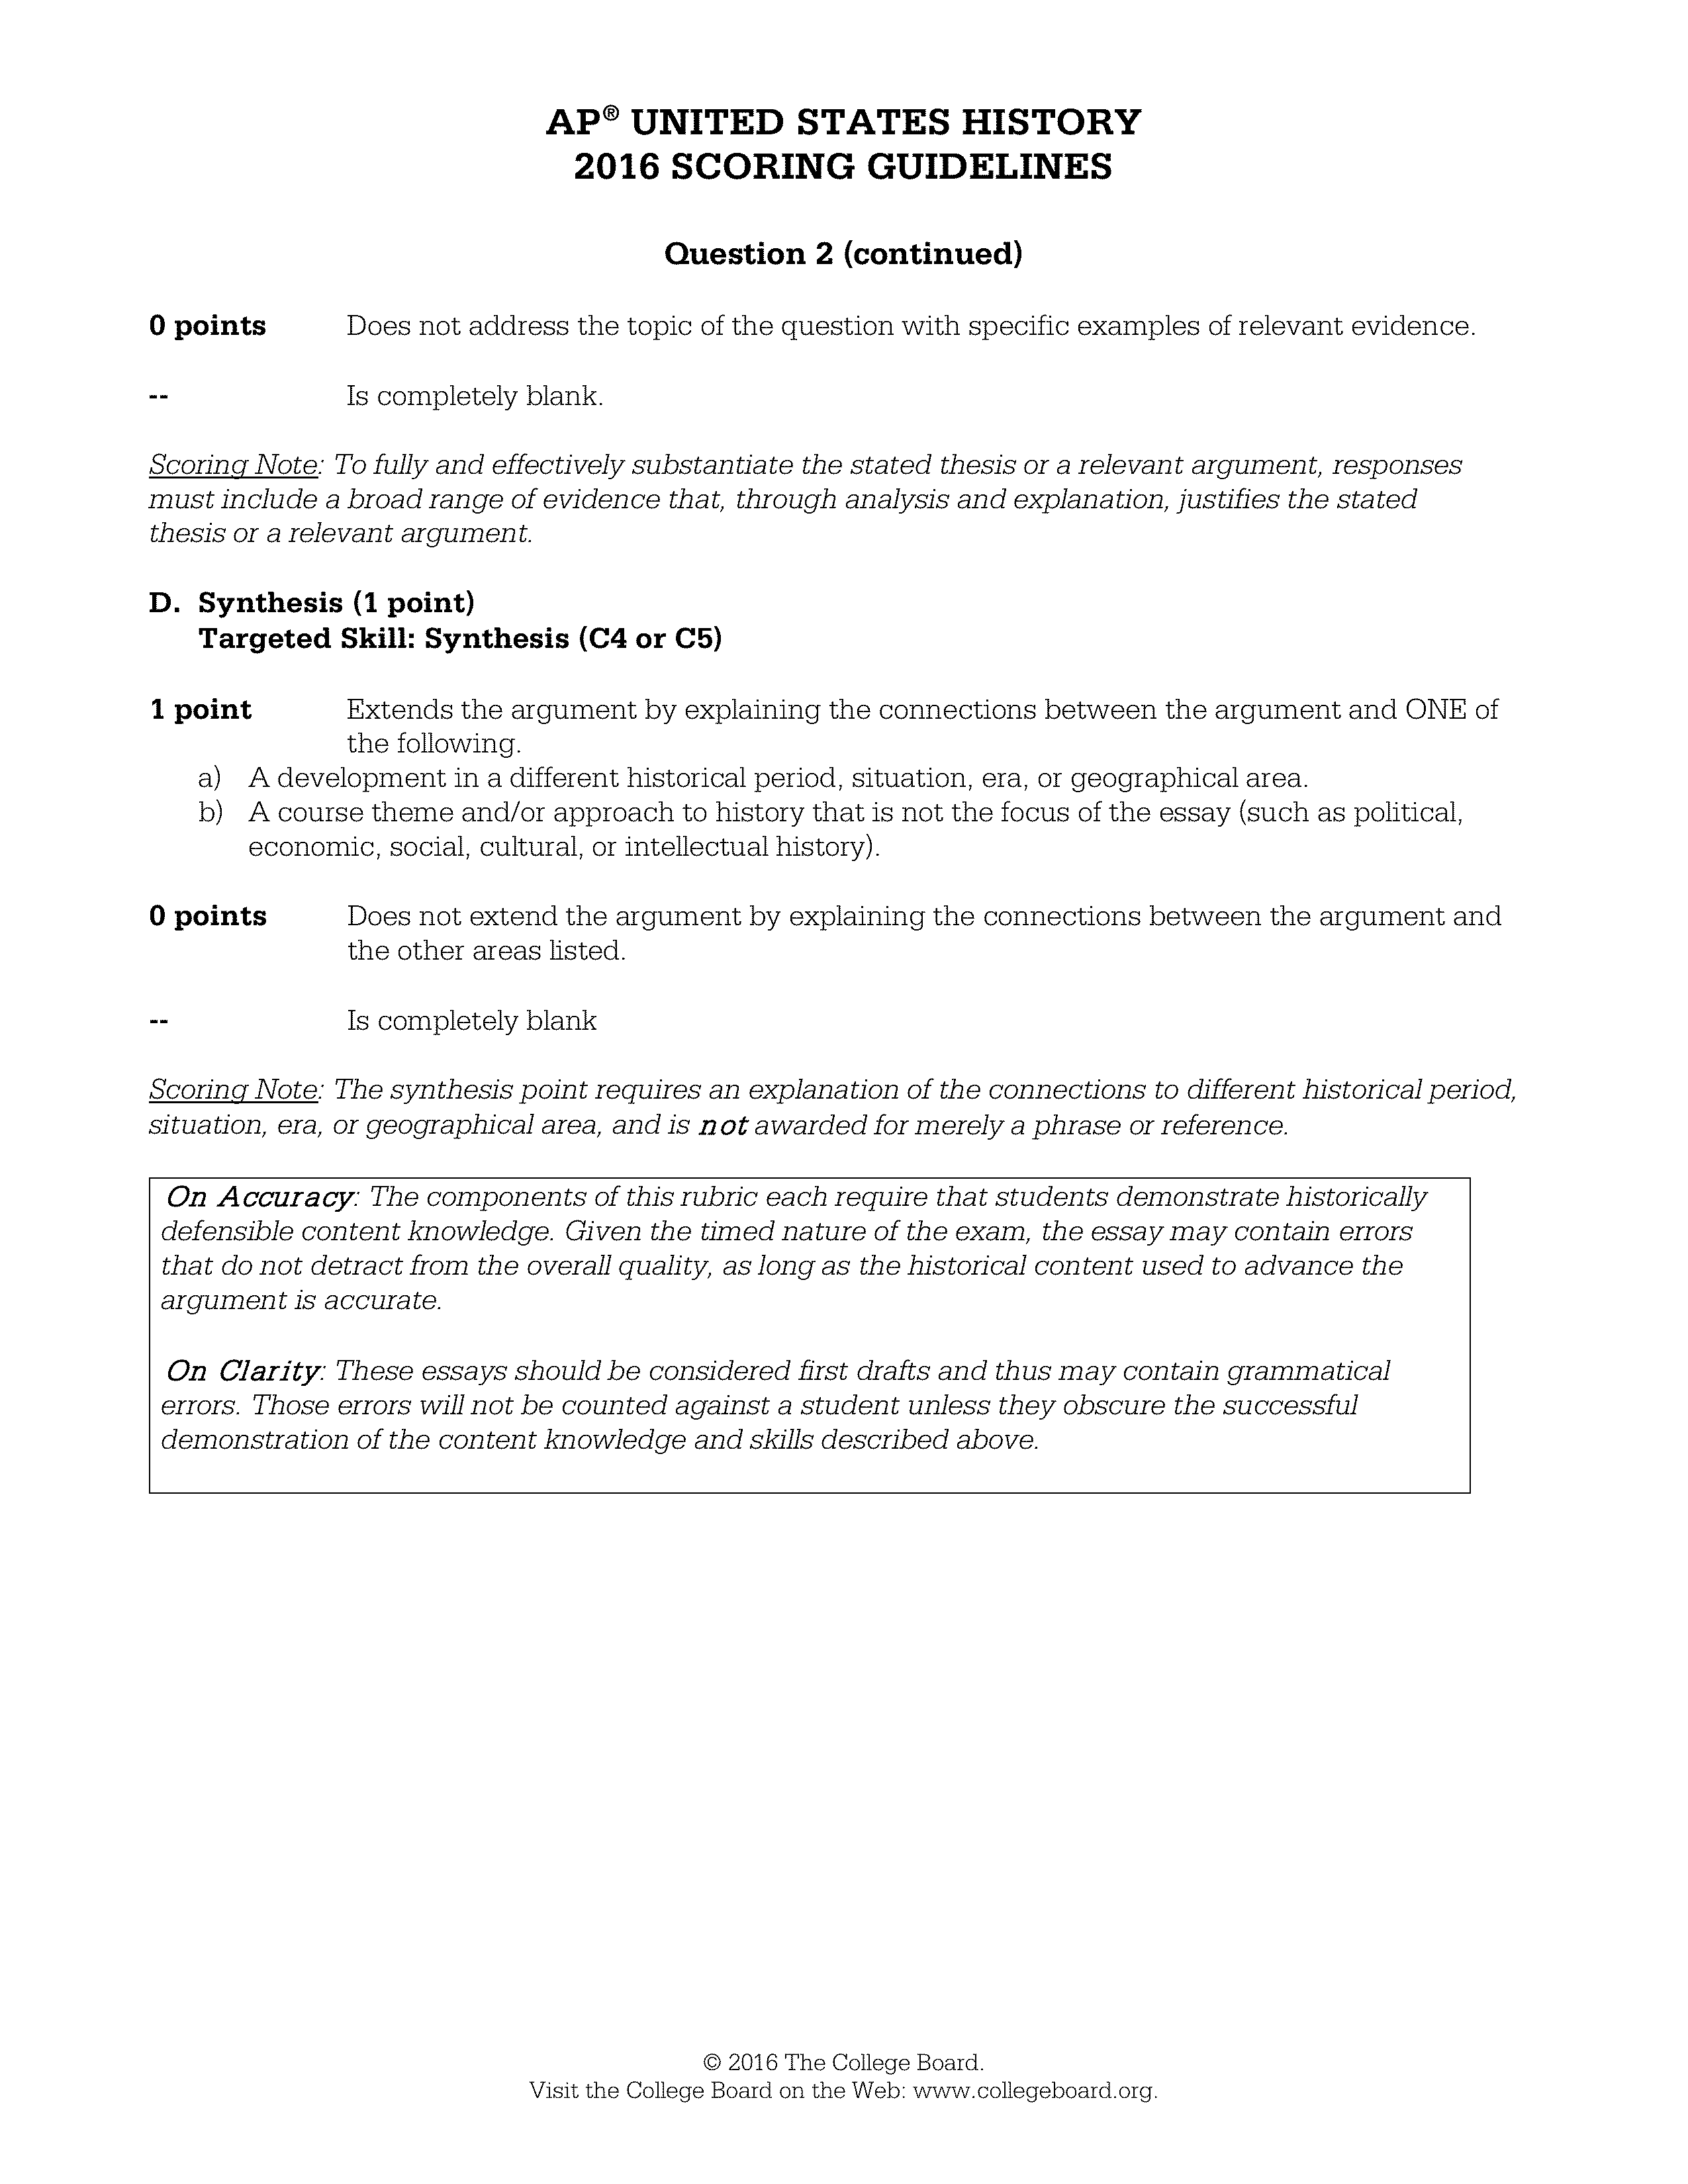 AP® UNITED STATES HISTORY
2016 SCORING GUIDELINES
Question 2 (continued)
0 points Does not address the topic of the question with specific examples of relevant evidence.
-- Is completely blank.
Scoring Note: To fully and effectively substantiate the stated thesis or a relevant argument, responses
must include a broad range of evidence that, through analysis and explanation, justifies the stated
thesis or a relevant argument.
D. Synthesis (1 point)
Targeted Skill: Synthesis (C4 or C5)
1 point Extends the argument by explaining the connections between the argument and ONE of
the following.
a) A development in a different historical period, situation, era, or geographical area.
b) A course theme and/or approach to history that is not the focus of the essay (such as political,
economic, social, cultural, or intellectual history).
0 points Does not extend the argument by explaining the connections between the argument and
the other areas listed.
-- Is completely blank
Scoring Note: The synthesis point requires an explanation of the connections to different historical period,
situation, era, or geographical area, and is not awarded for merely a phrase or reference.
On Accuracy: The components of this rubric each require that students demonstrate historically
defensible content knowledge. Given the timed nature of the exam, the essay may contain errors
that do not detract from the overall quality, as long as the historical content used to advance the
argument is accurate.
On Clarity: These essays should be considered first drafts and thus may contain grammatical
errors. Those errors will not be counted against a student unless they obscure the successful
demonstration of the content knowledge and skills described above.
© 2016 The College Board.
Visit the College Board on the Web: www.collegeboard.org.